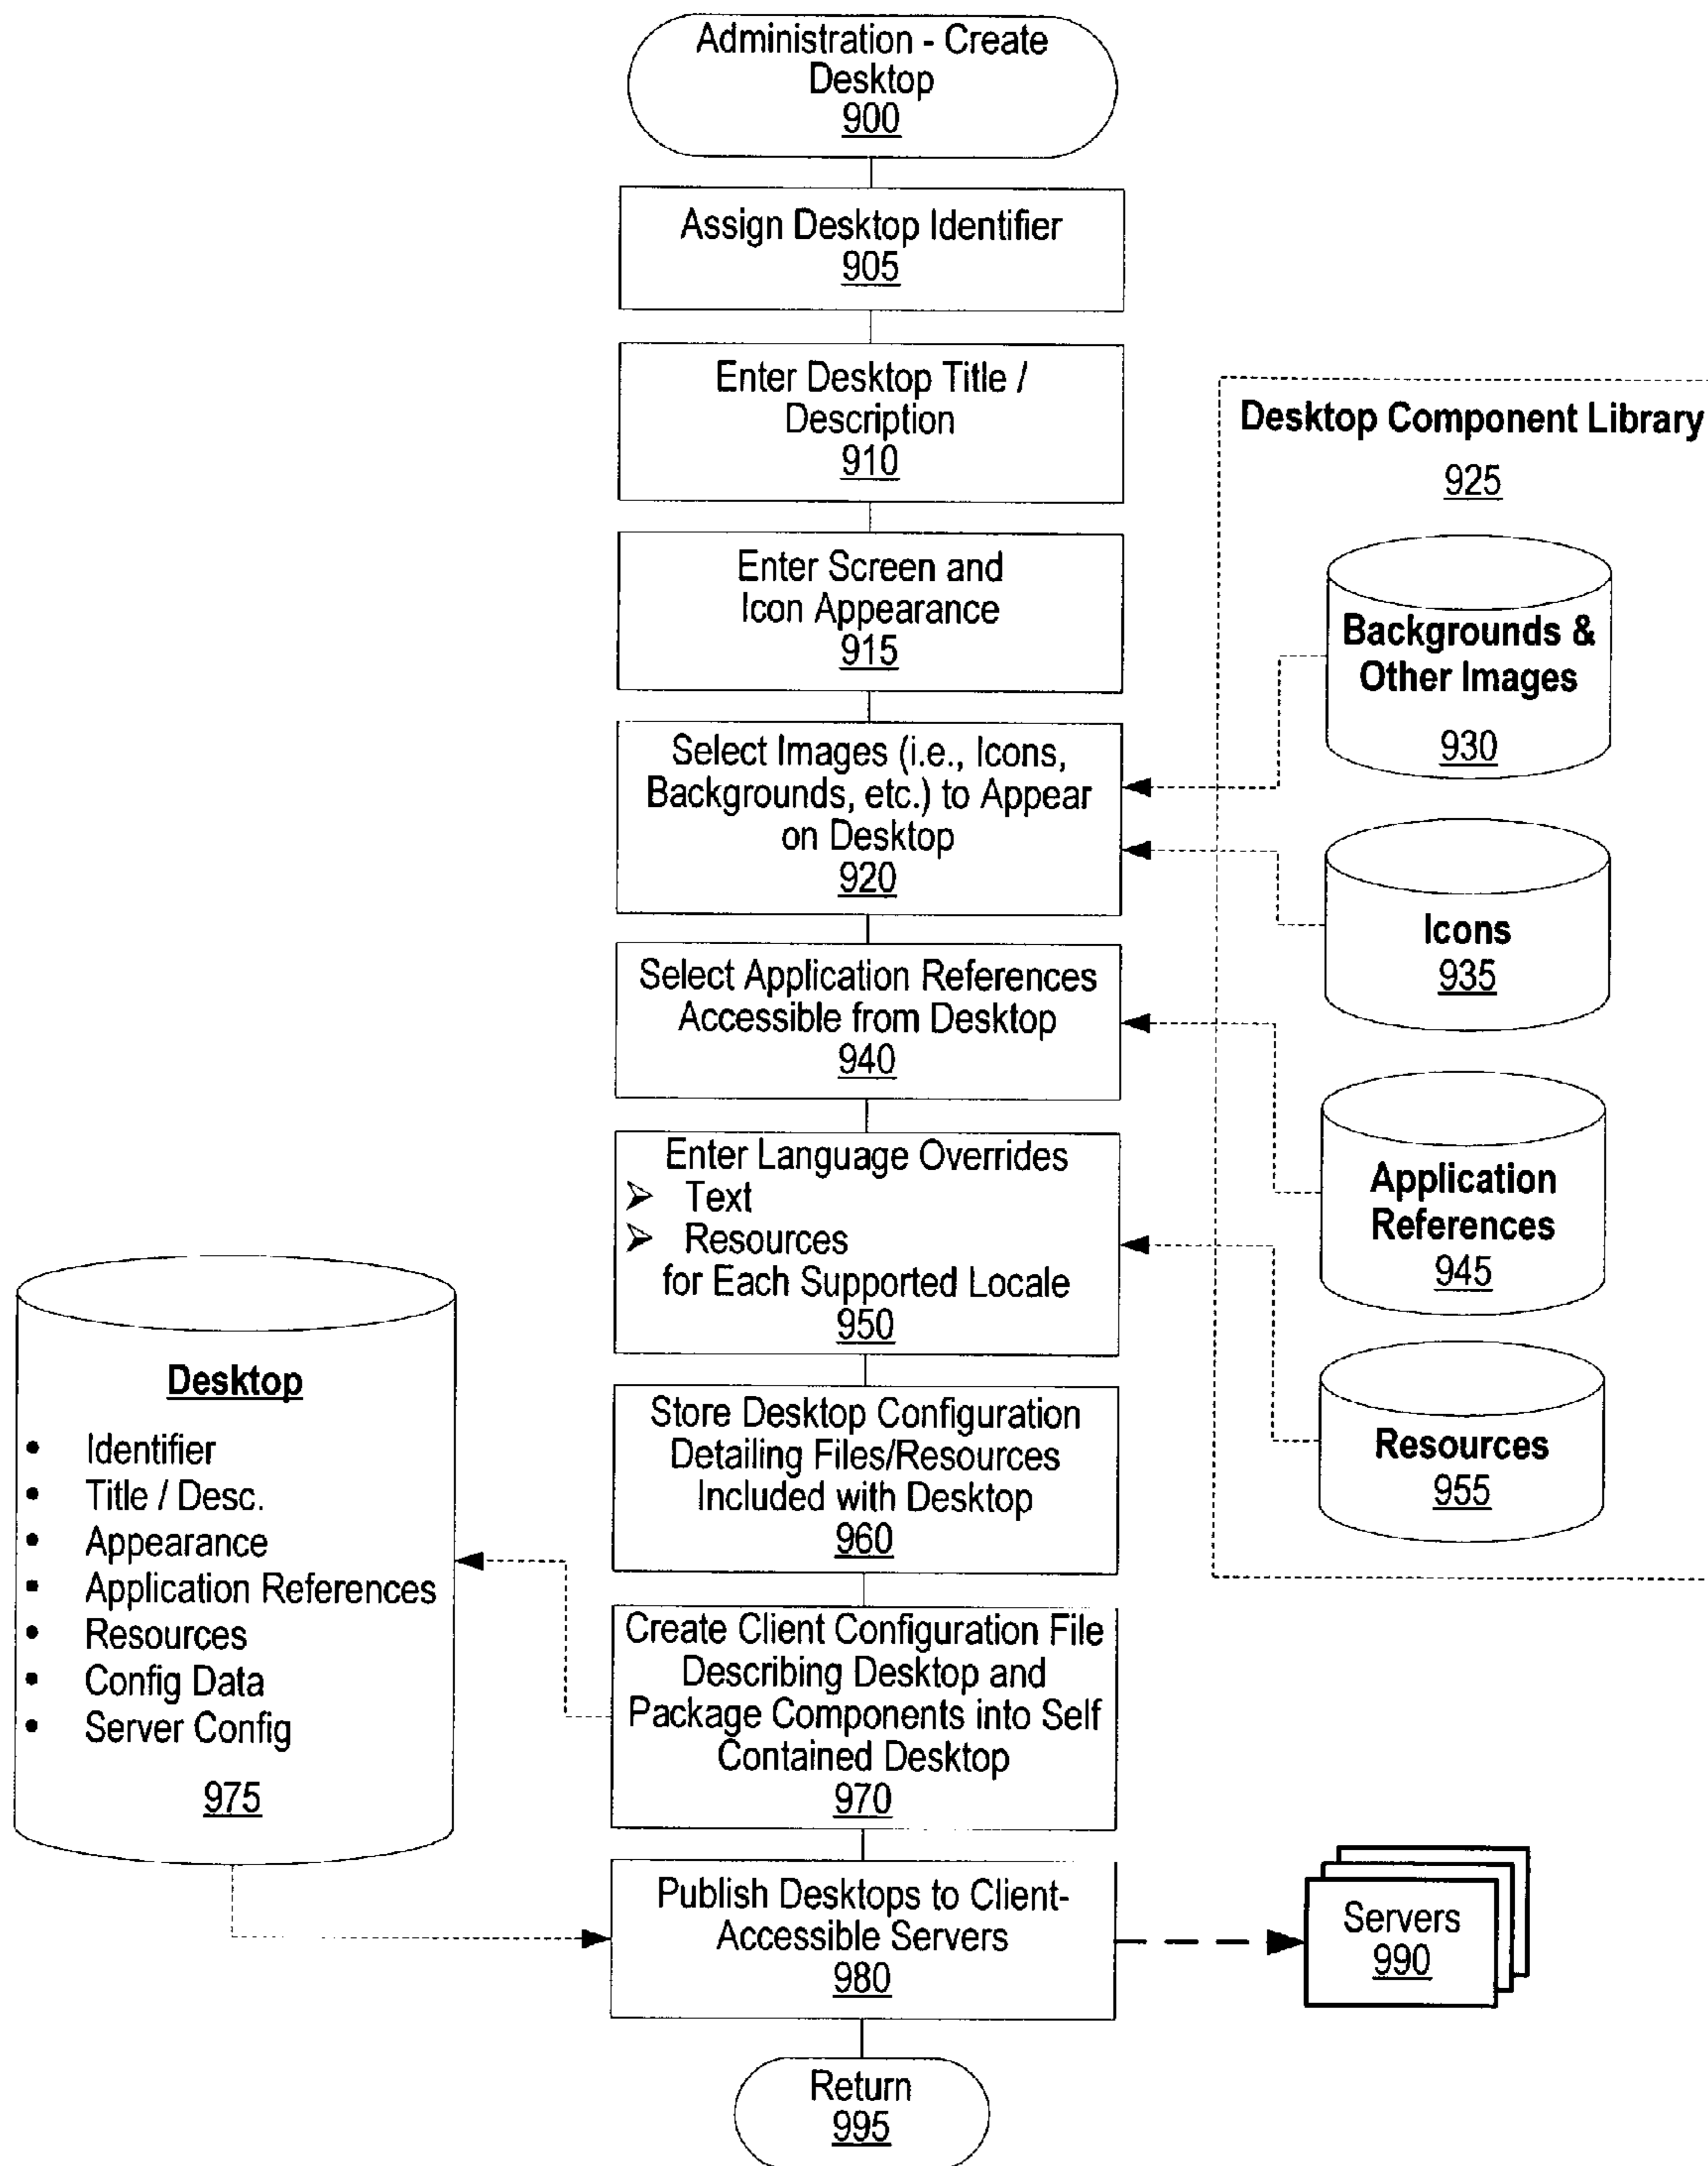 Administration - Create
Desktop
900
Assign Desktop Identifier
905
Enter Desktop Title /
Description
910
Enter Screen and
Icon Appearance
915
Select Images (i.e., Icons,
Backgrounds, etc.) to Appear
on Desktop
920
Select Application References
Accessible from Desktop
940
Enter Language Overrides
➢ Text
➢ Resources
for Each Supported Locale
950
Store Desktop Configuration
Detailing Files/Resources
Included with Desktop
960
Create Client Configuration File
Describing Desktop and
Package Components into Self
Contained Desktop
970
Publish Desktops to Client-
Accessible Servers
980
Return
995
Desktop Component Library
925
Backgrounds &
Other Images
930
Icons
935
Application
References
945
Resources
955
Desktop
• Identifier
• Title / Desc.
• Appearance
• Application References
• Resources
• Config Data
• Server Config
975
Servers
990